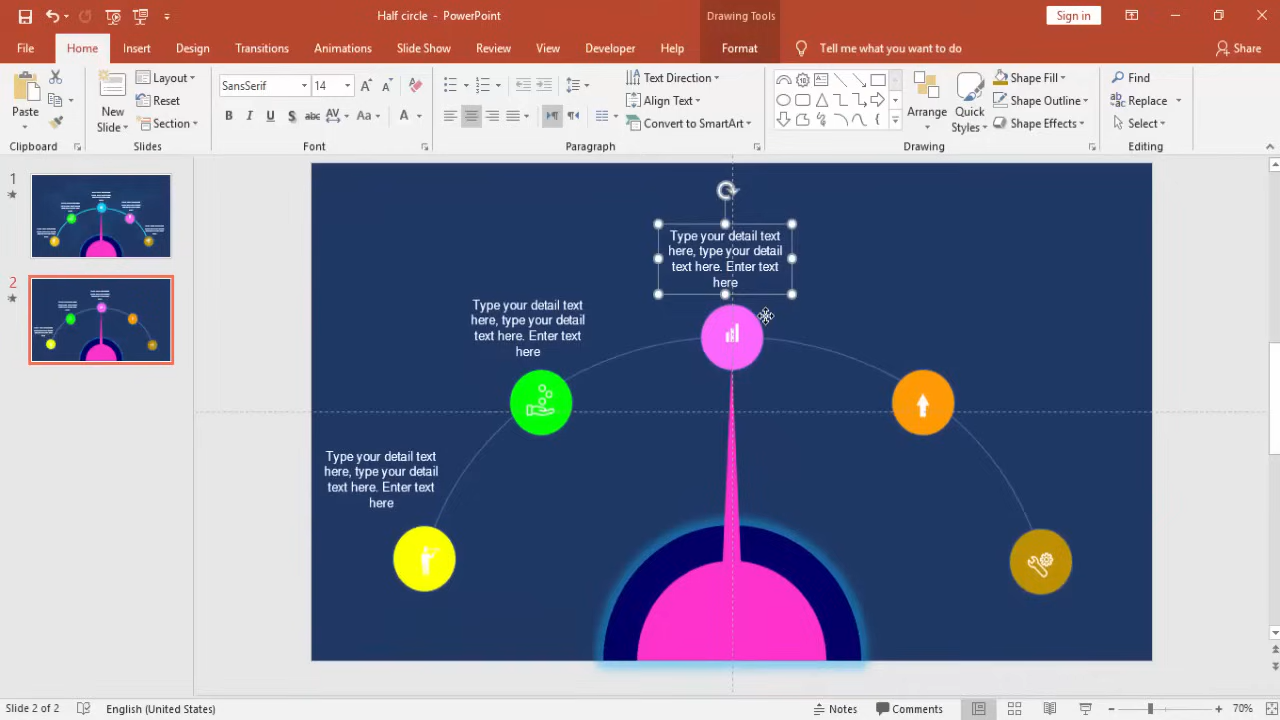 Half circle - PowerPoint
Drawing Tools
Sign in
File
Home
Insert
Design
Transitions
Animations
Slide Show
Review
View
Developer
Help
Format
Tell me what you want to do
Share
Paste
New
Slide
Layout
Reset
Section
SansSerif
14
B
I
U
S
abc
AV
Aa
A
Text Direction
Align Text
Convert to SmartArt
Arrange
Quick
Styles
Shape Fill
Shape Outline
Shape Effects
Find
Replace
Select
Clipboard
Slides
Font
Paragraph
Drawing
Editing
1
2
Type your detail text
here, type your detail
text here. Enter text
here
Type your detail text
here, type your detail
text here. Enter text
here
Type your detail text
here, type your detail
text here. Enter text
here
Slide 2 of 2
English (United States)
Notes
Comments
70%